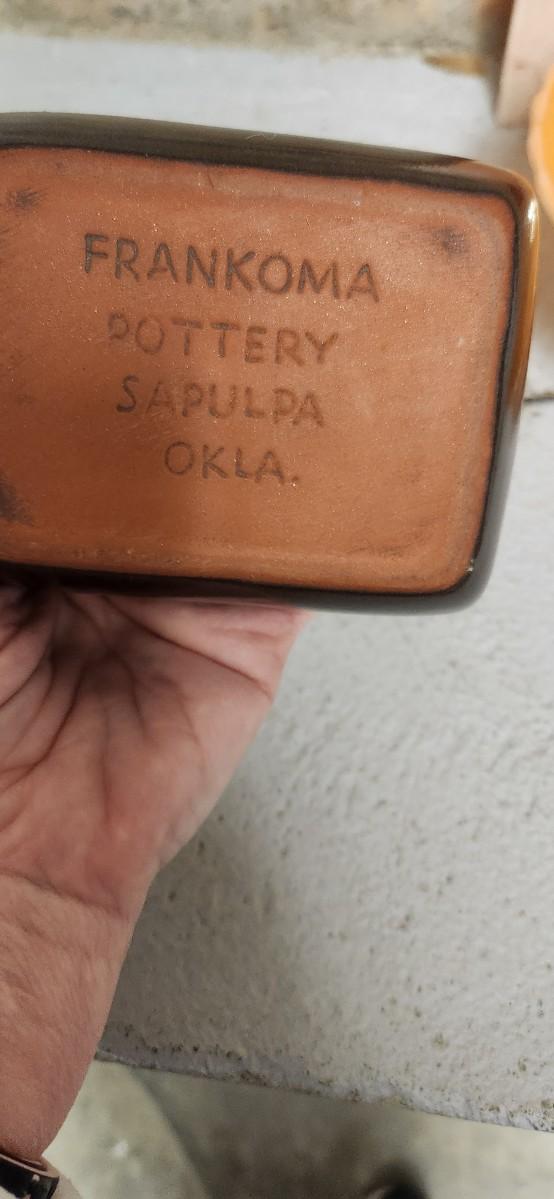 FRANKOMA
POTTERY
SAPULPA
OKLA.